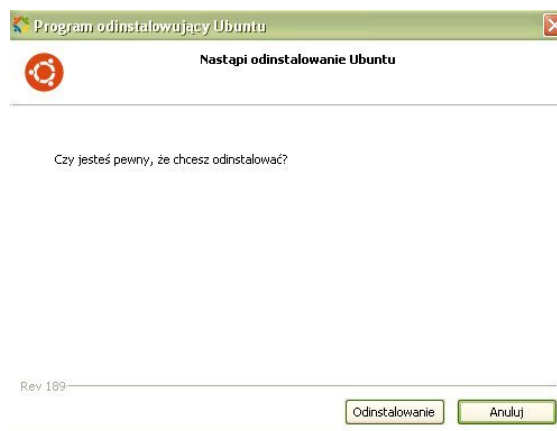 Program odinstalowujący Ubuntu
Nastąpi odinstalowanie Ubuntu
Czy jesteś pewny, że chcesz odinstalować?
Rev 189
Odinstalowanie
Anuluj